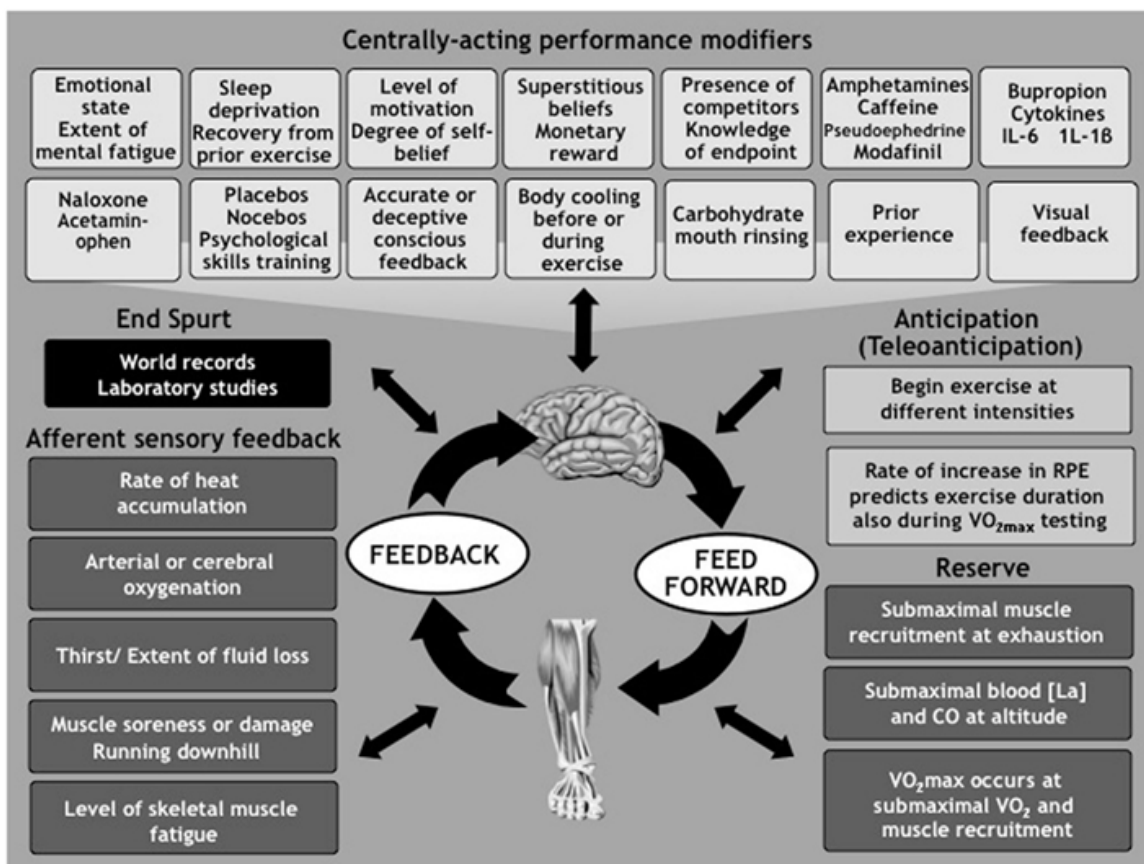 Centrally-acting performance modifiers
Emotional
state
Extent of
mental fatigue
Sleep
deprivation
Recovery from
prior exercise
Level of
motivation
Degree of self-
belief
Superstitious
beliefs
Monetary
reward
Presence of
competitors
Knowledge
of endpoint
Amphetamines
Caffeine
Pseudoephedrine
Modafinil
Bupropion
Cytokines
IL-6 1L-1ß
Naloxone
Acetamin-
ophen
Placebos
Nocebos
Psychological
skills training
Accurate or
deceptive
conscious
feedback
Body cooling
before or
during
exercise
Carbohydrate
mouth rinsing
Prior
experience
Visual
feedback
End Spurt
World records
Laboratory studies
Afferent sensory feedback
Rate of heat
accumulation
Arterial or cerebral
oxygenation
Thirst/ Extent of fluid loss
Muscle soreness or damage
Running downhill
Level of skeletal muscle
fatigue
FEEDBACK
FEED
FORWARD
Anticipation
(Teleoanticipation)
Begin exercise at
different intensities
Rate of increase in RPE
predicts exercise duration
also during VO₂max testing
Reserve
Submaximal muscle
recruitment at exhaustion
Submaximal blood [La]
and CO at altitude
VO₂max occurs at
submaximal VO₂ and
muscle recruitment